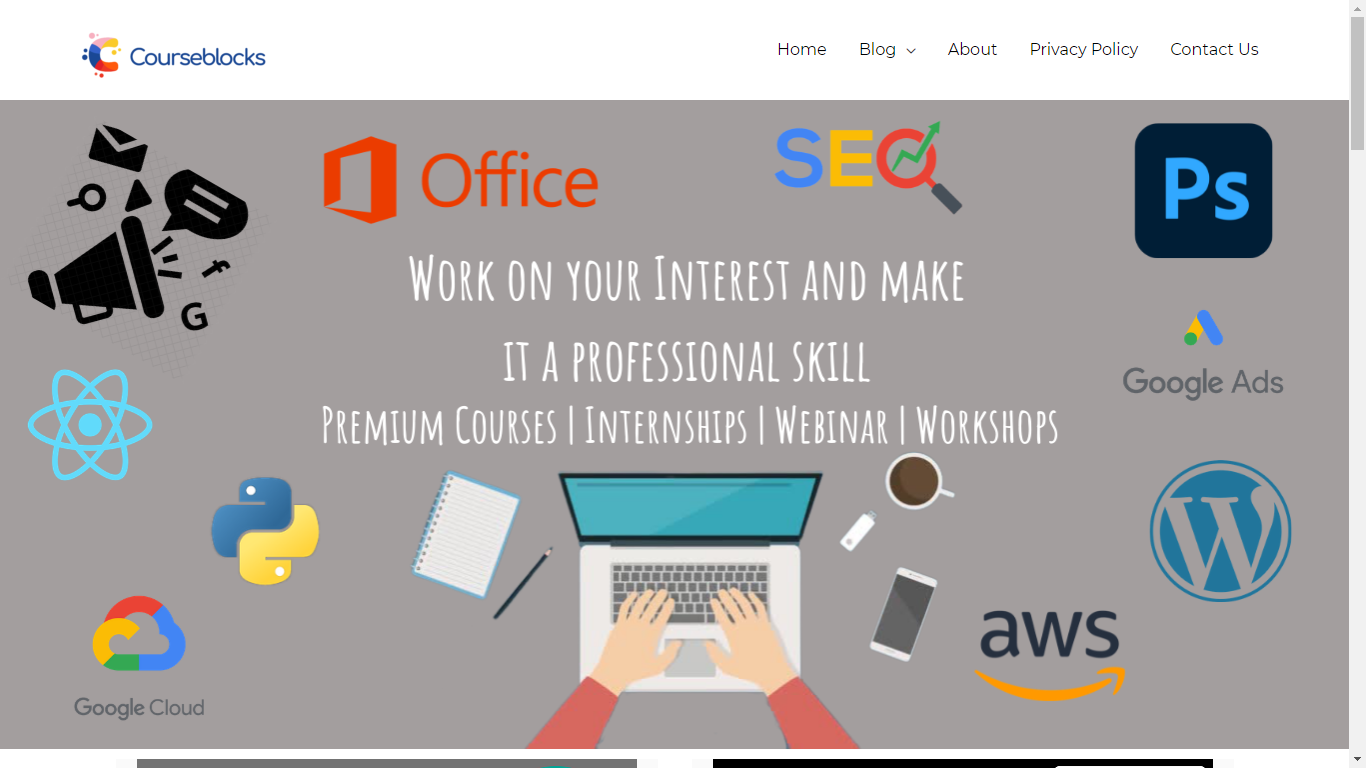 Courseblocks
Home Blog About Privacy Policy Contact Us
Office
SEO
Ps
WORK ON YOUR INTEREST AND MAKE
IT A PROFESSIONAL SKILL
PREMIUM COURSES | INTERNSHIPS | WEBINAR | WORKSHOPS
f
G
Google Ads
W
aws
Google Cloud